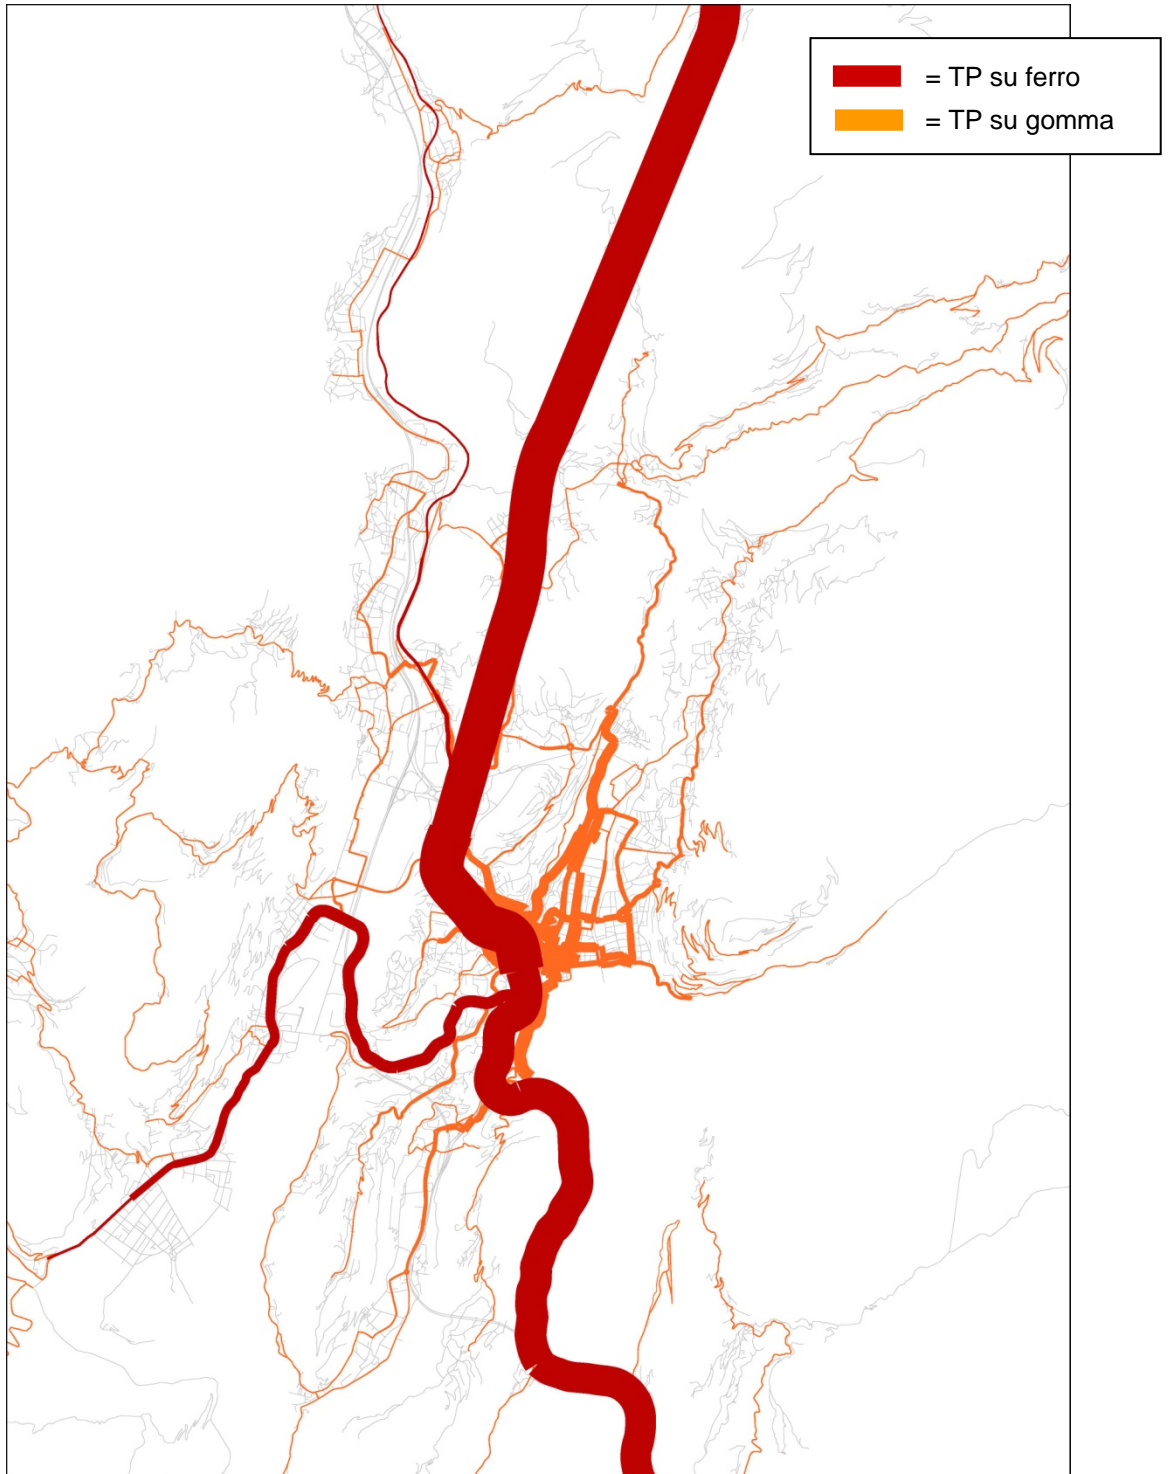 = TP su ferro
= TP su gomma